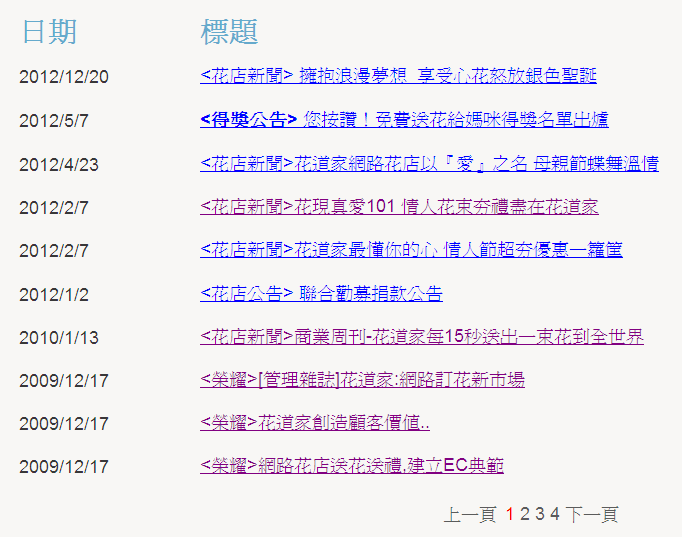 日期 標題
2012/12/20 <花店新聞> 擁抱浪漫夢想 享受心花怒放銀色聖誕
2012/5/7 <得獎公告> 您按讚！免費送花給媽咪得獎名單出爐
2012/4/23 <花店新聞>花道家網路花店以『愛』之名 母親節蝶舞溫情
2012/2/7 <花店新聞>花現真愛101 情人花束夯禮盡在花道家
2012/2/7 <花店新聞>花道家最懂你的心 情人節超夯優惠一籮筐
2012/1/2 <花店公告> 聯合勸募捐款公告
2010/1/13 <花店新聞>商業周刊-花道家每15秒送出一束花到全世界
2009/12/17 <榮耀>[管理雜誌]花道家:網路訂花新市場
2009/12/17 <榮耀>花道家創造顧客價值..
2009/12/17 <榮耀>網路花店送花送禮,建立EC典範
上一頁 1 2 3 4 下一頁